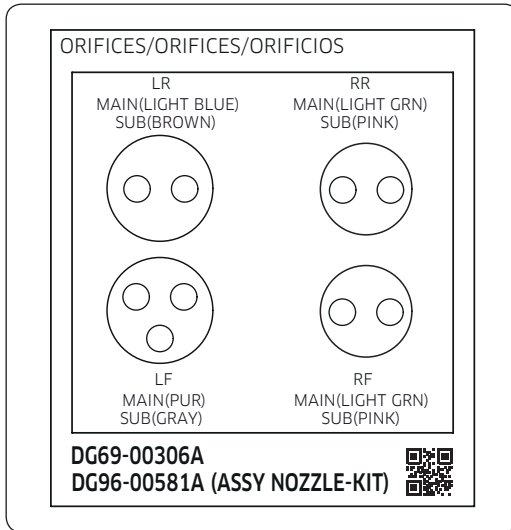 ORIFICES/ORIFICES/ORIFICIOS
LR
MAIN(LIGHT BLUE)
SUB(BROWN)
RR
MAIN(LIGHT GRN)
SUB(PINK)
LF
MAIN(PUR)
SUB(GRAY)
RF
MAIN(LIGHT GRN)
SUB(PINK)
DG69-00306A
DG96-00581A (ASSY NOZZLE-KIT)